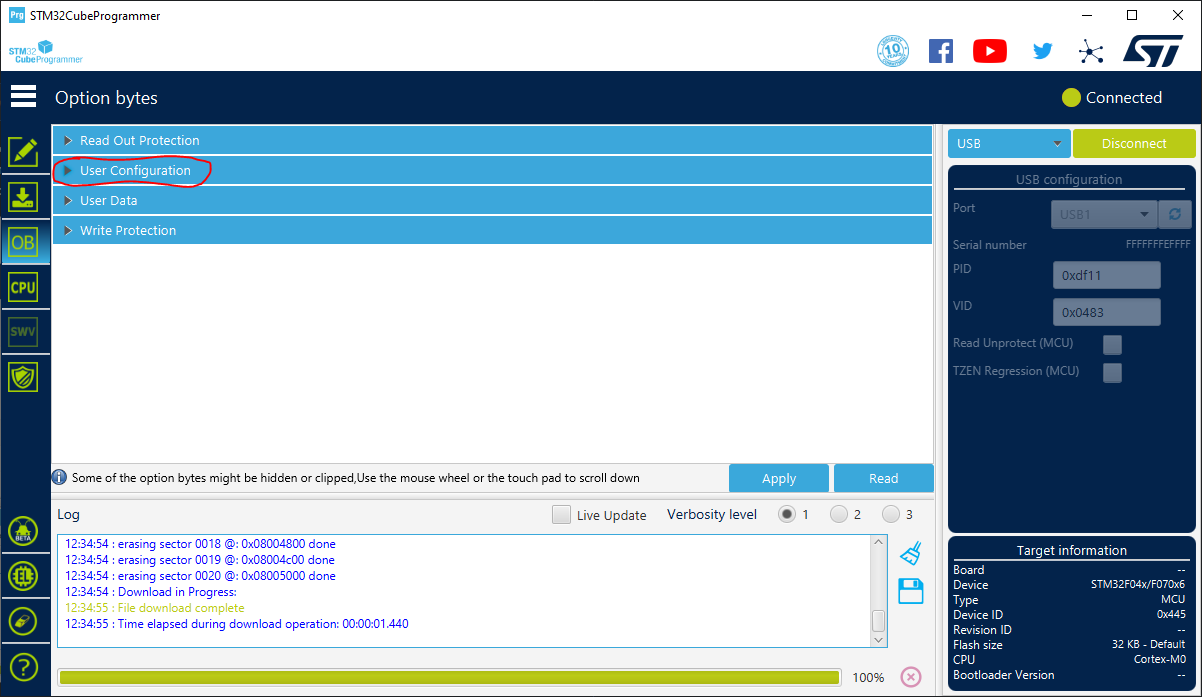 Prg STM32CubeProgrammer
STM32
CubeProgrammer
10
ST
Option bytes
Connected
Read Out Protection
User Configuration
User Data
Write Protection
OB
CPU
SWV
BETA
EL
?
USB
Disconnect
USB configuration
Port
USB1
Serial number
FFFFFFFEFFFF
PID
0xdf11
VID
0x0483
Read Unprotect (MCU)
TZEN Regression (MCU)
Some of the option bytes might be hidden or clipped,Use the mouse wheel or the touch pad to scroll down
Apply
Read
Log
Live Update
Verbosity level
1
2
3
12:34:54 : erasing sector 0018 @: 0x08004800 done
12:34:54 : erasing sector 0019 @: 0x08004c00 done
12:34:54 : erasing sector 0020 @: 0x08005000 done
12:34:54 : Download in Progress:
12:34:55 : File download complete
12:34:55 : Time elapsed during download operation: 00:00:01.440
100%
Target information
Board --
Device STM32F04x/F070x6
Type MCU
Device ID 0x445
Revision ID --
Flash size 32 KB - Default
CPU Cortex-M0
Bootloader Version --